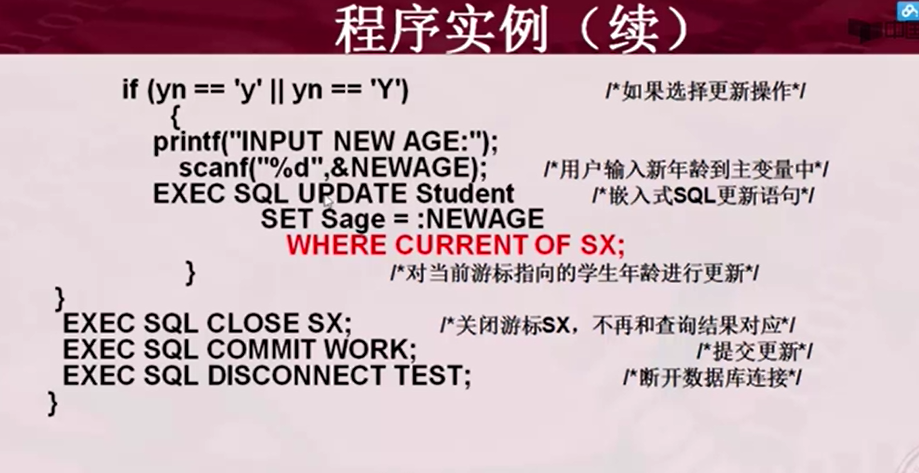 程序实例（续）
if (yn == 'y' || yn == 'Y') /*如果选择更新操作*/
{
printf("INPUT NEW AGE:");
scanf("%d",&NEWAGE); /*用户输入新年龄到主变量中*/
EXEC SQL UPDATE Student /*嵌入式SQL更新语句*/
SET Sage = :NEWAGE
WHERE CURRENT OF SX;
} /*对当前游标指向的学生年龄进行更新*/
}
EXEC SQL CLOSE SX; /*关闭游标SX，不再和查询结果对应*/
EXEC SQL COMMIT WORK; /*提交更新*/
EXEC SQL DISCONNECT TEST; /*断开数据库连接*/
}